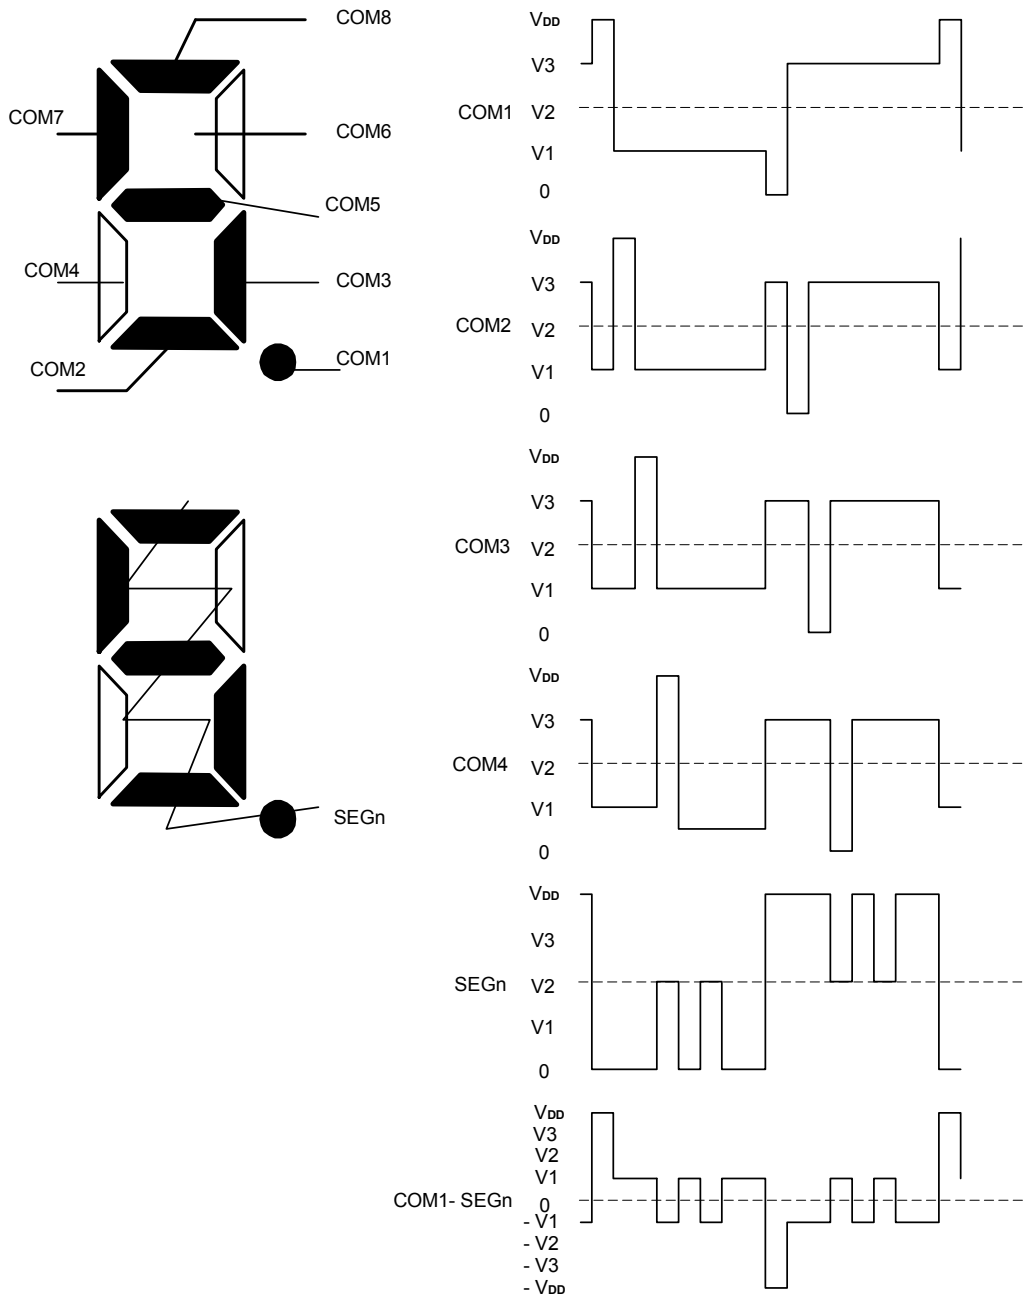 COM8
COM7
COM6
COM5
COM4
COM3
COM2
COM1
SEGn
VDD
V3
COM1 V2
V1
0
VDD
V3
COM2 V2
V1
0
VDD
V3
COM3 V2
V1
0
VDD
V3
COM4 V2
V1
0
VDD
V3
SEGn V2
V1
0
VDD
V3
V2
V1
COM1- SEGn 0
- V1
- V2
- V3
- VDD